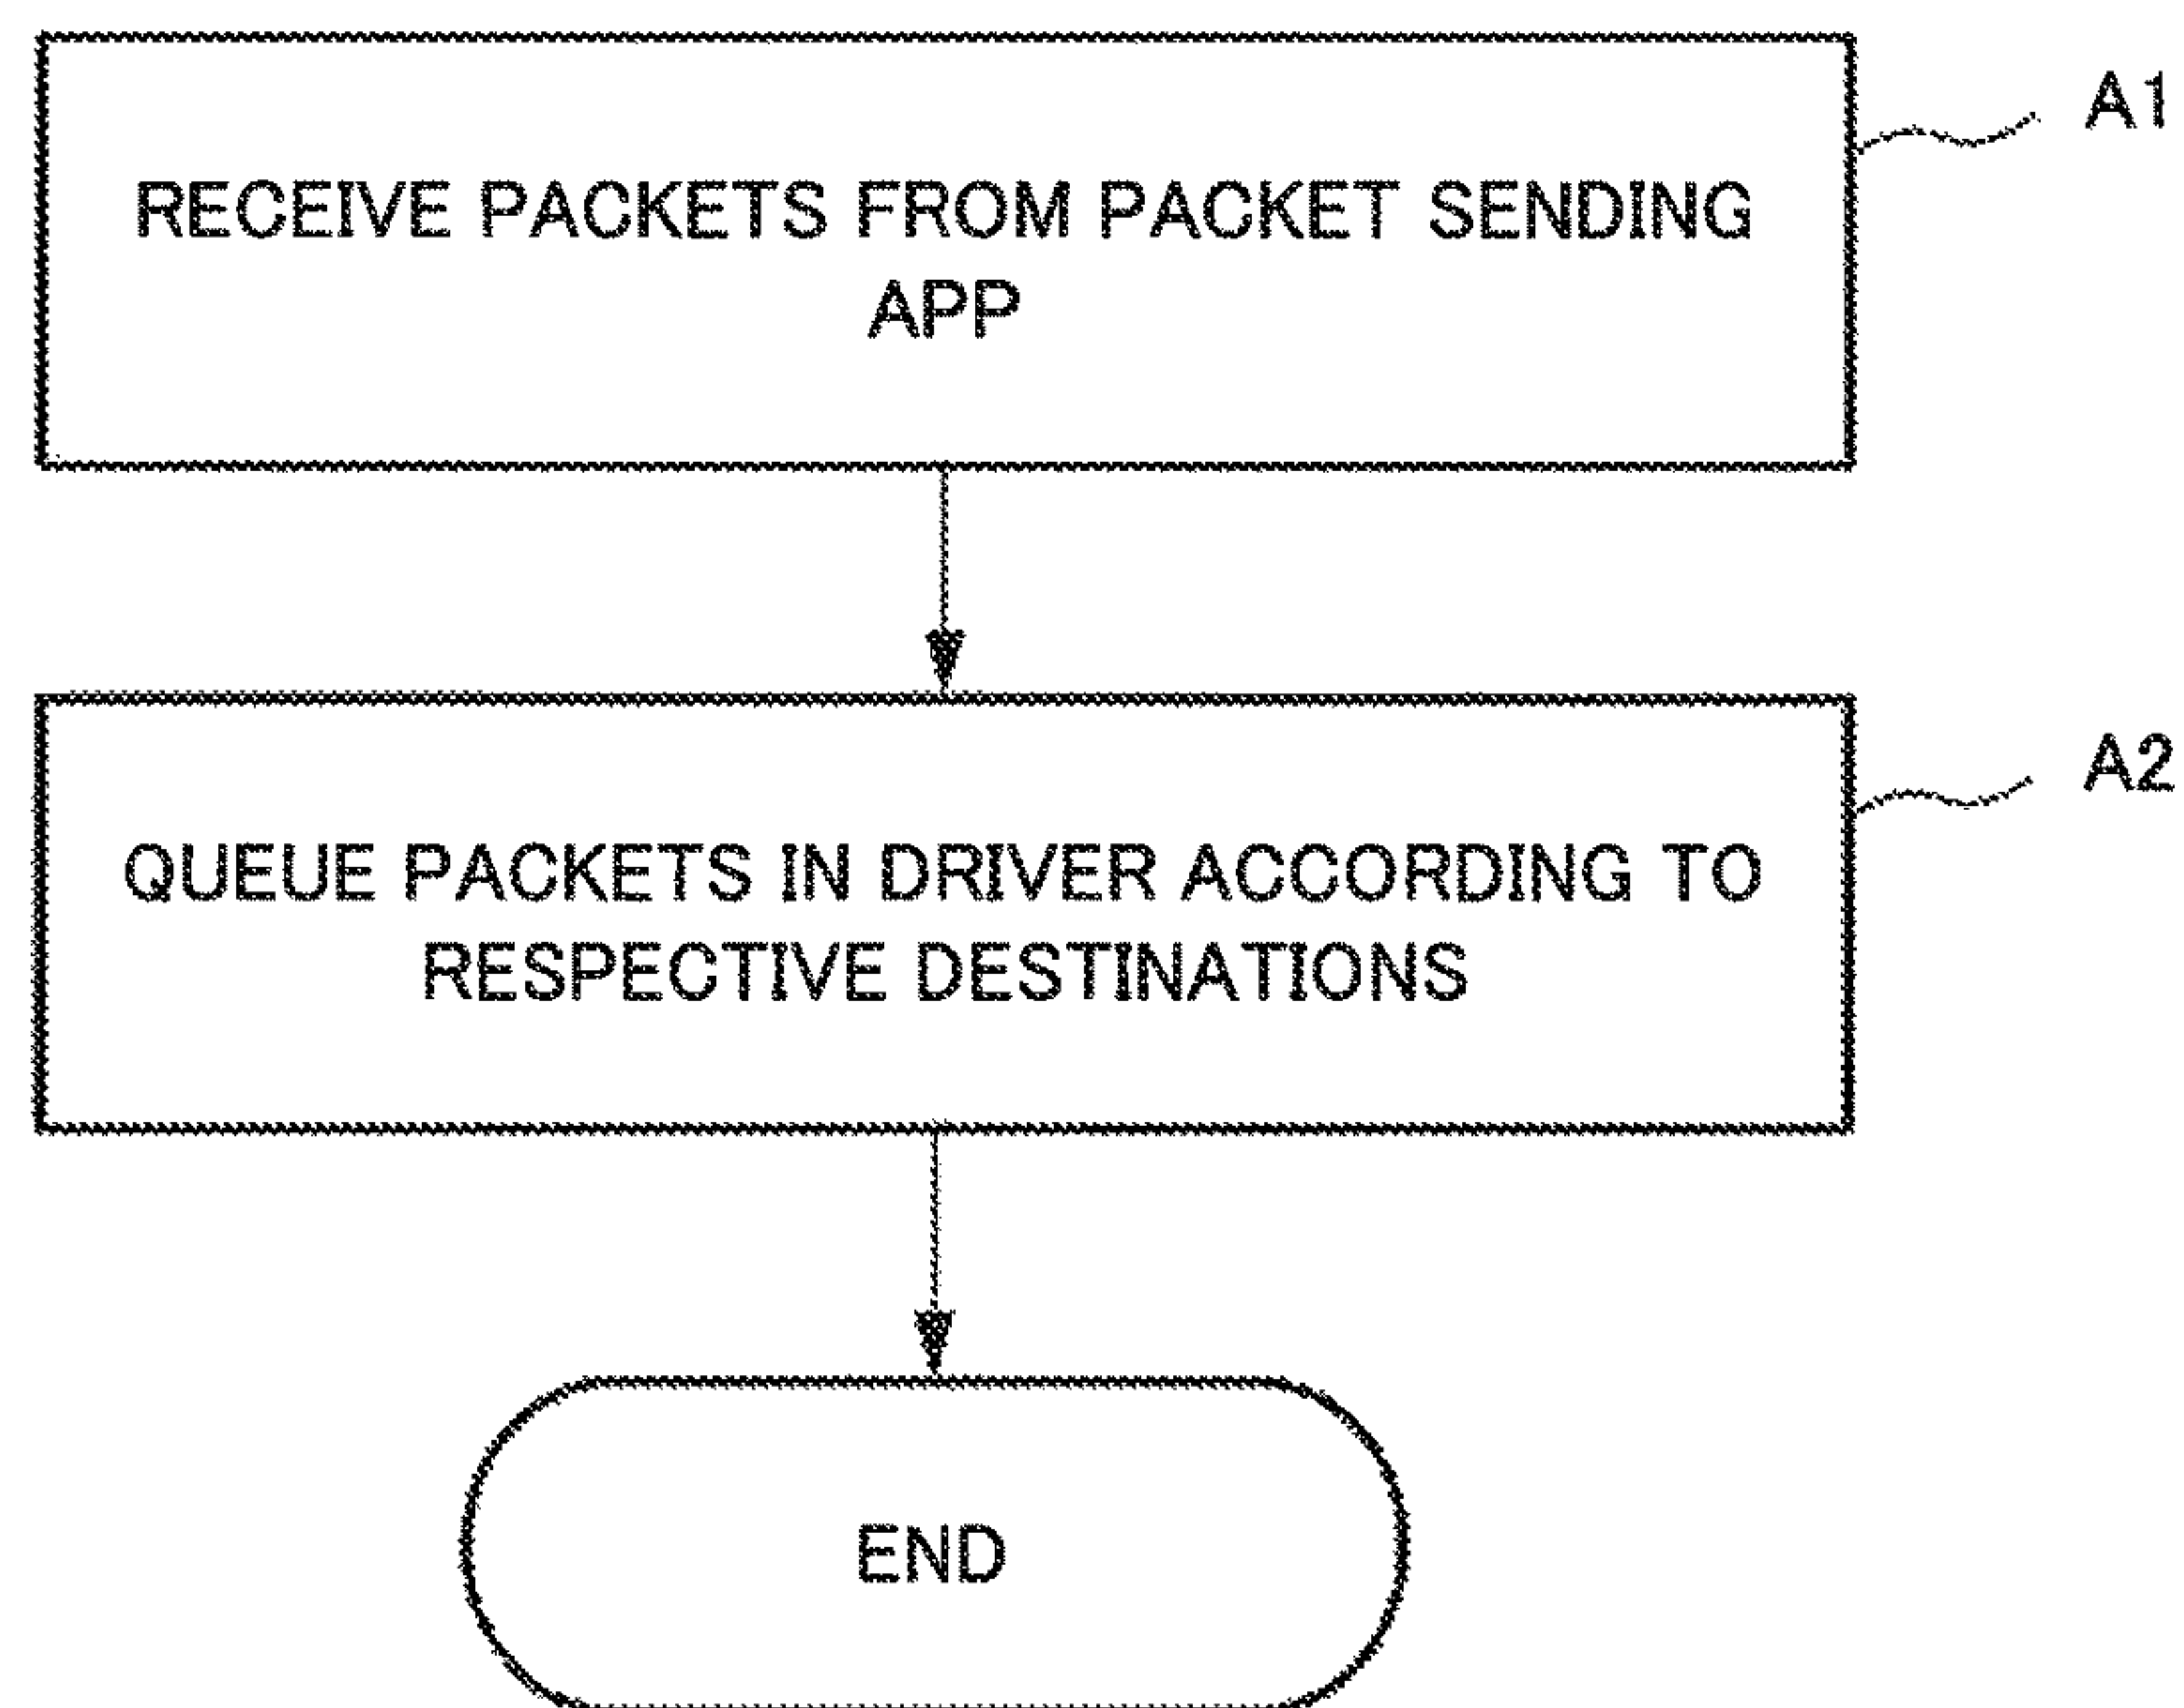 A1
RECEIVE PACKETS FROM PACKET SENDING
APP
A2
QUEUE PACKETS IN DRIVER ACCORDING TO
RESPECTIVE DESTINATIONS
END